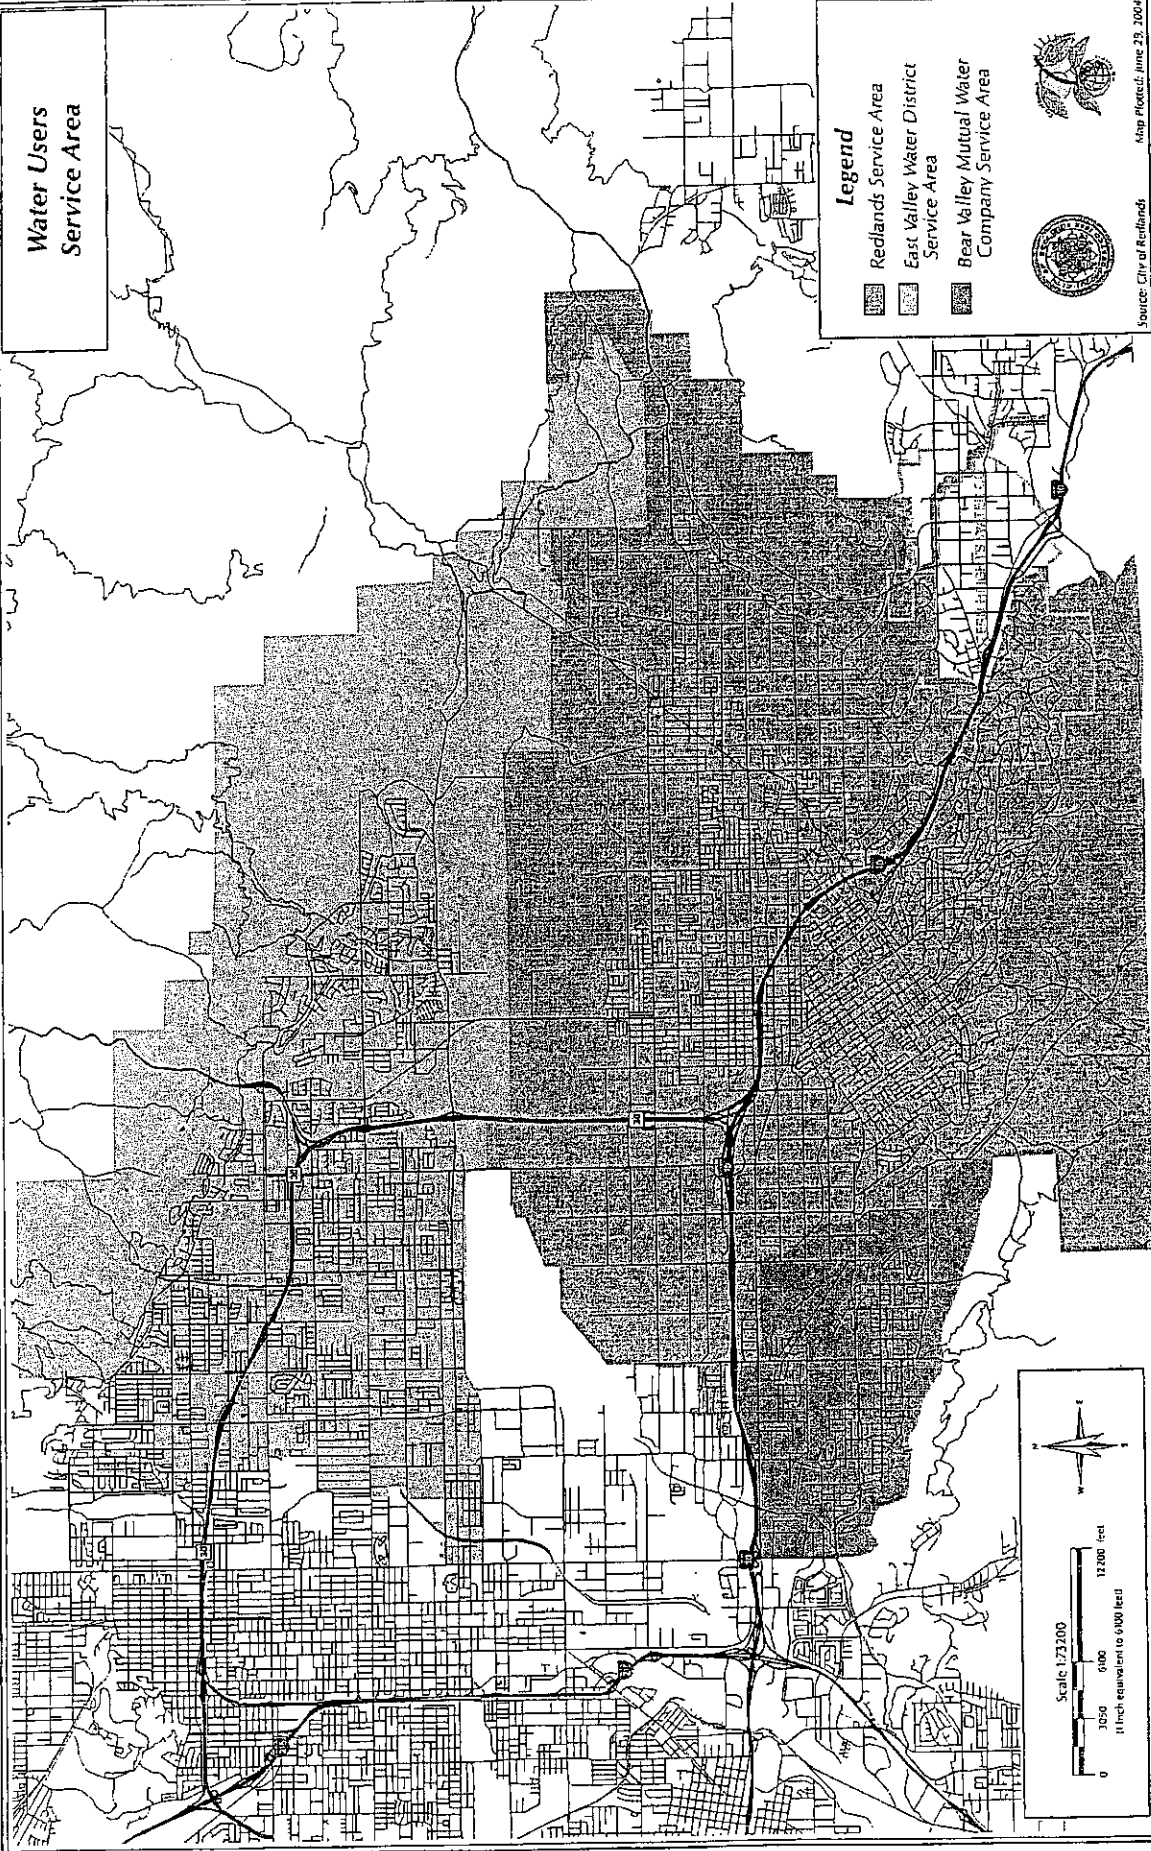 Water Users
Service Area
Legend
Redlands Service Area
East Valley Water District
Service Area
Bear Valley Mutual Water
Company Service Area
Source: City of Redlands
Map Plotted: June 29, 2004
N
W
E
S
Scale 1:73200
0
3050
6100
12200 feet
(1 inch equivalent to 6100 feet)